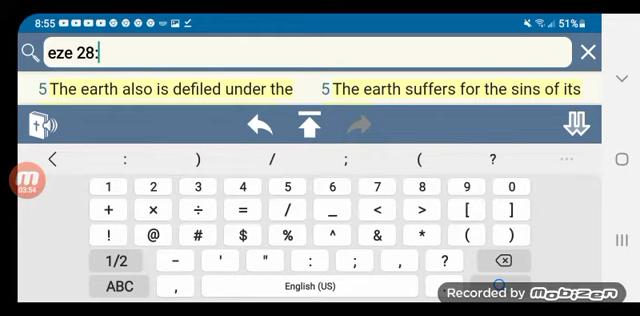 8:55 51%
eze 28:
5 The earth also is defiled under the 5 The earth suffers for the sins of its
: ) / ; ( ? ...
03:54
1 2 3 4 5 6 7 8 9 0
+ × ÷ = / _ < > [ ]
! @ # $ % ^ & * ( )
1/2 - ' " : ; , ?
ABC , English (US) .
Recorded by MOBIZEN